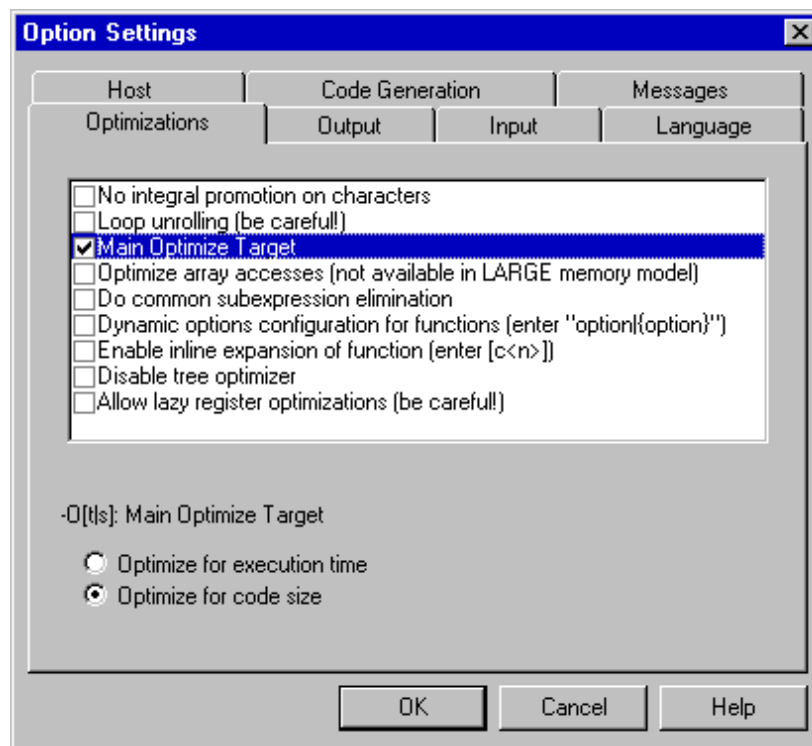 Option Settings
Host Code Generation Messages
Optimizations Output Input Language
No integral promotion on characters
Loop unrolling (be careful!)
Main Optimize Target
Optimize array accesses (not available in LARGE memory model)
Do common subexpression elimination
Dynamic options configuration for functions (enter "option|{option}")
Enable inline expansion of function (enter [c<n>])
Disable tree optimizer
Allow lazy register optimizations (be careful!)
-O[t|s]: Main Optimize Target
Optimize for execution time
Optimize for code size
OK Cancel Help